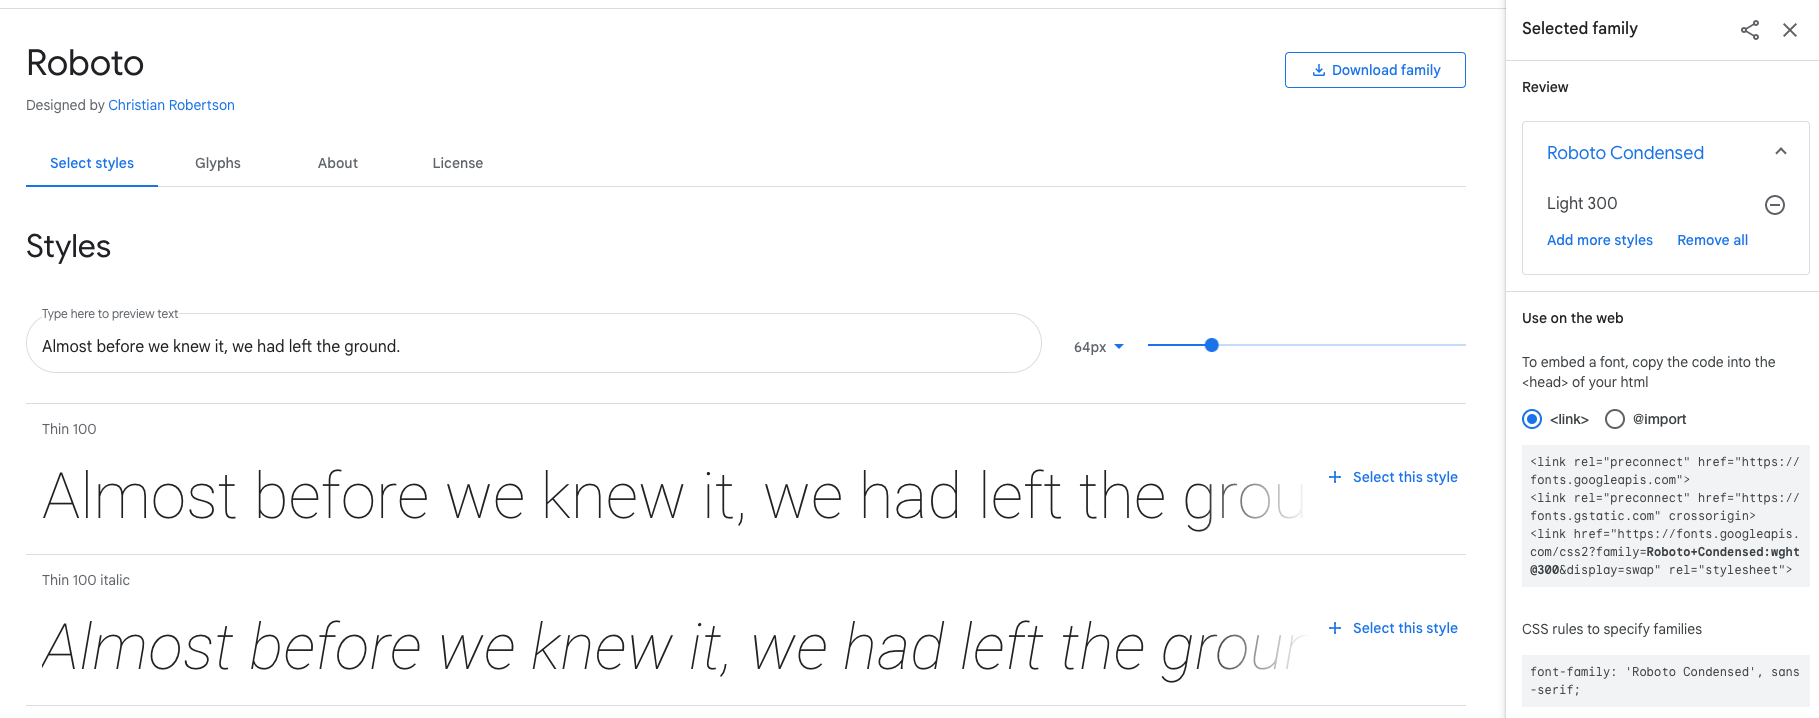 Roboto
Designed by Christian Robertson
Download family
Select styles
Glyphs
About
License
Styles
Type here to preview text
Almost before we knew it, we had left the ground.
64px
Thin 100
Almost before we knew it, we had left the grou
Select this style
Thin 100 italic
Almost before we knew it, we had left the groun
Select this style
Selected family
Review
Roboto Condensed
Light 300
Add more styles
Remove all
Use on the web
To embed a font, copy the code into the
<head> of your html
<link>
@import
<link rel="preconnect" href="https://
fonts.googleapis.com">
<link rel="preconnect" href="https://
fonts.gstatic.com" crossorigin>
<link href="https://fonts.googleapis.
com/css2?family=Roboto+Condensed:wght
@300&display=swap" rel="stylesheet">
CSS rules to specify families
font-family: 'Roboto Condensed', sans
-serif;